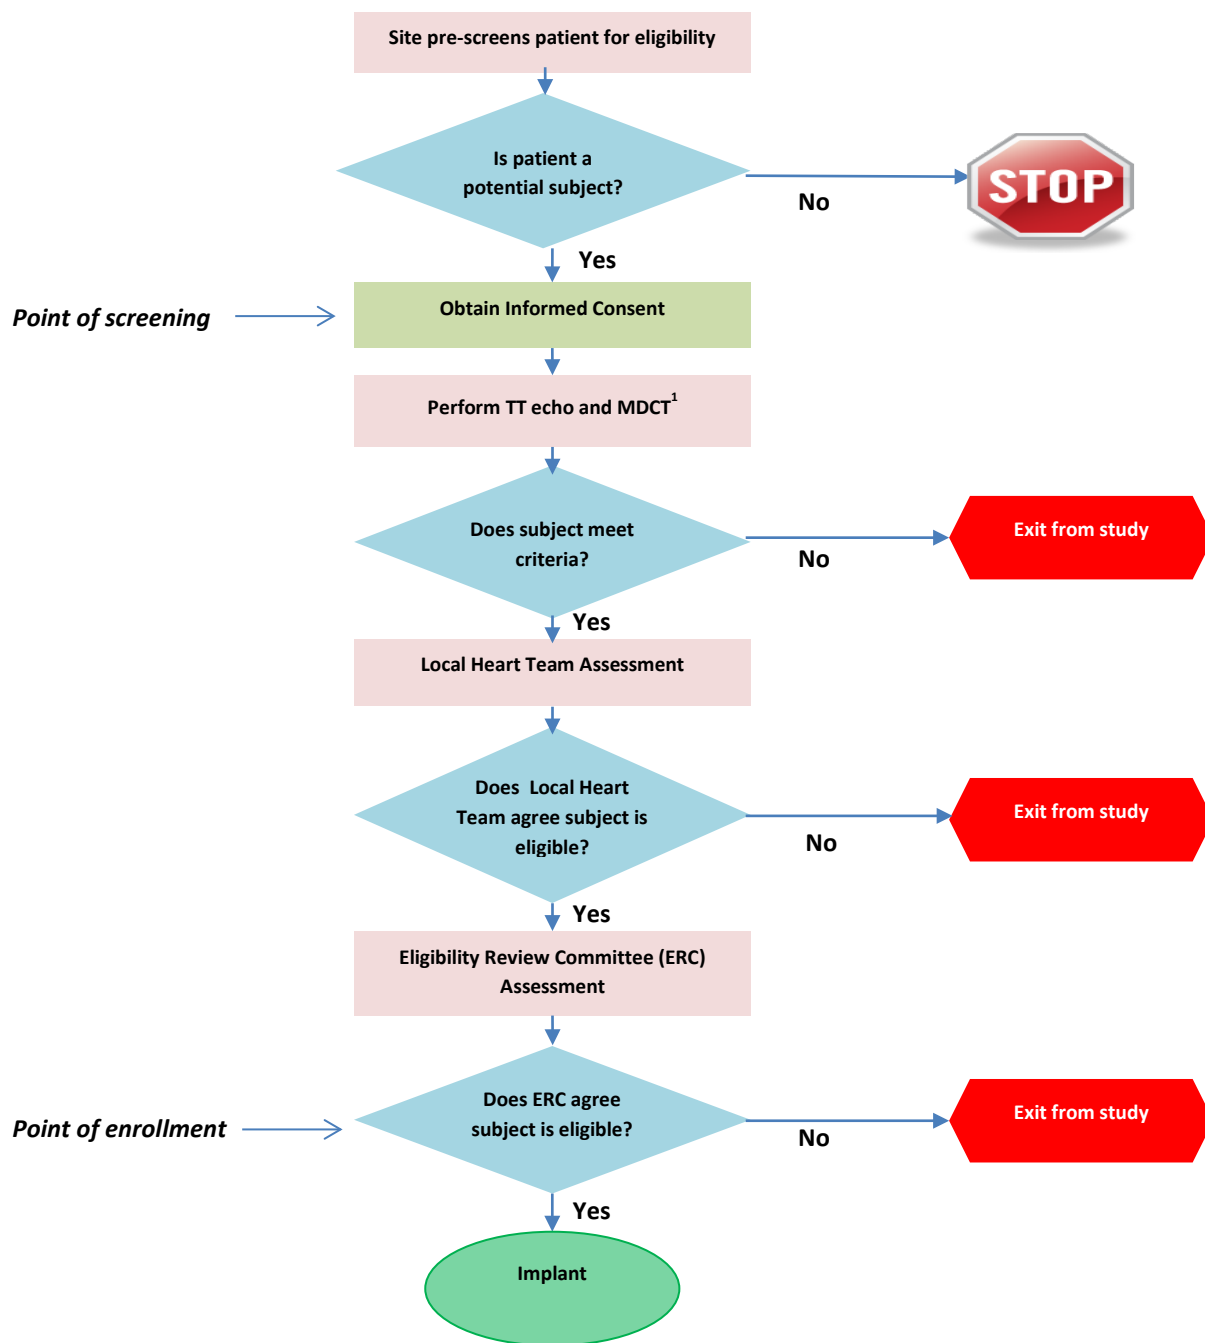 Site pre-screens patient for eligibility
Is patient a
potential subject?
No
STOP
Yes
Point of screening
Obtain Informed Consent
Perform TT echo and MDCT1
Does subject meet
criteria?
No
Exit from study
Yes
Local Heart Team Assessment
Does Local Heart
Team agree subject is
eligible?
No
Exit from study
Yes
Eligibility Review Committee (ERC)
Assessment
Point of enrollment
Does ERC agree
subject is eligible?
No
Exit from study
Yes
Implant